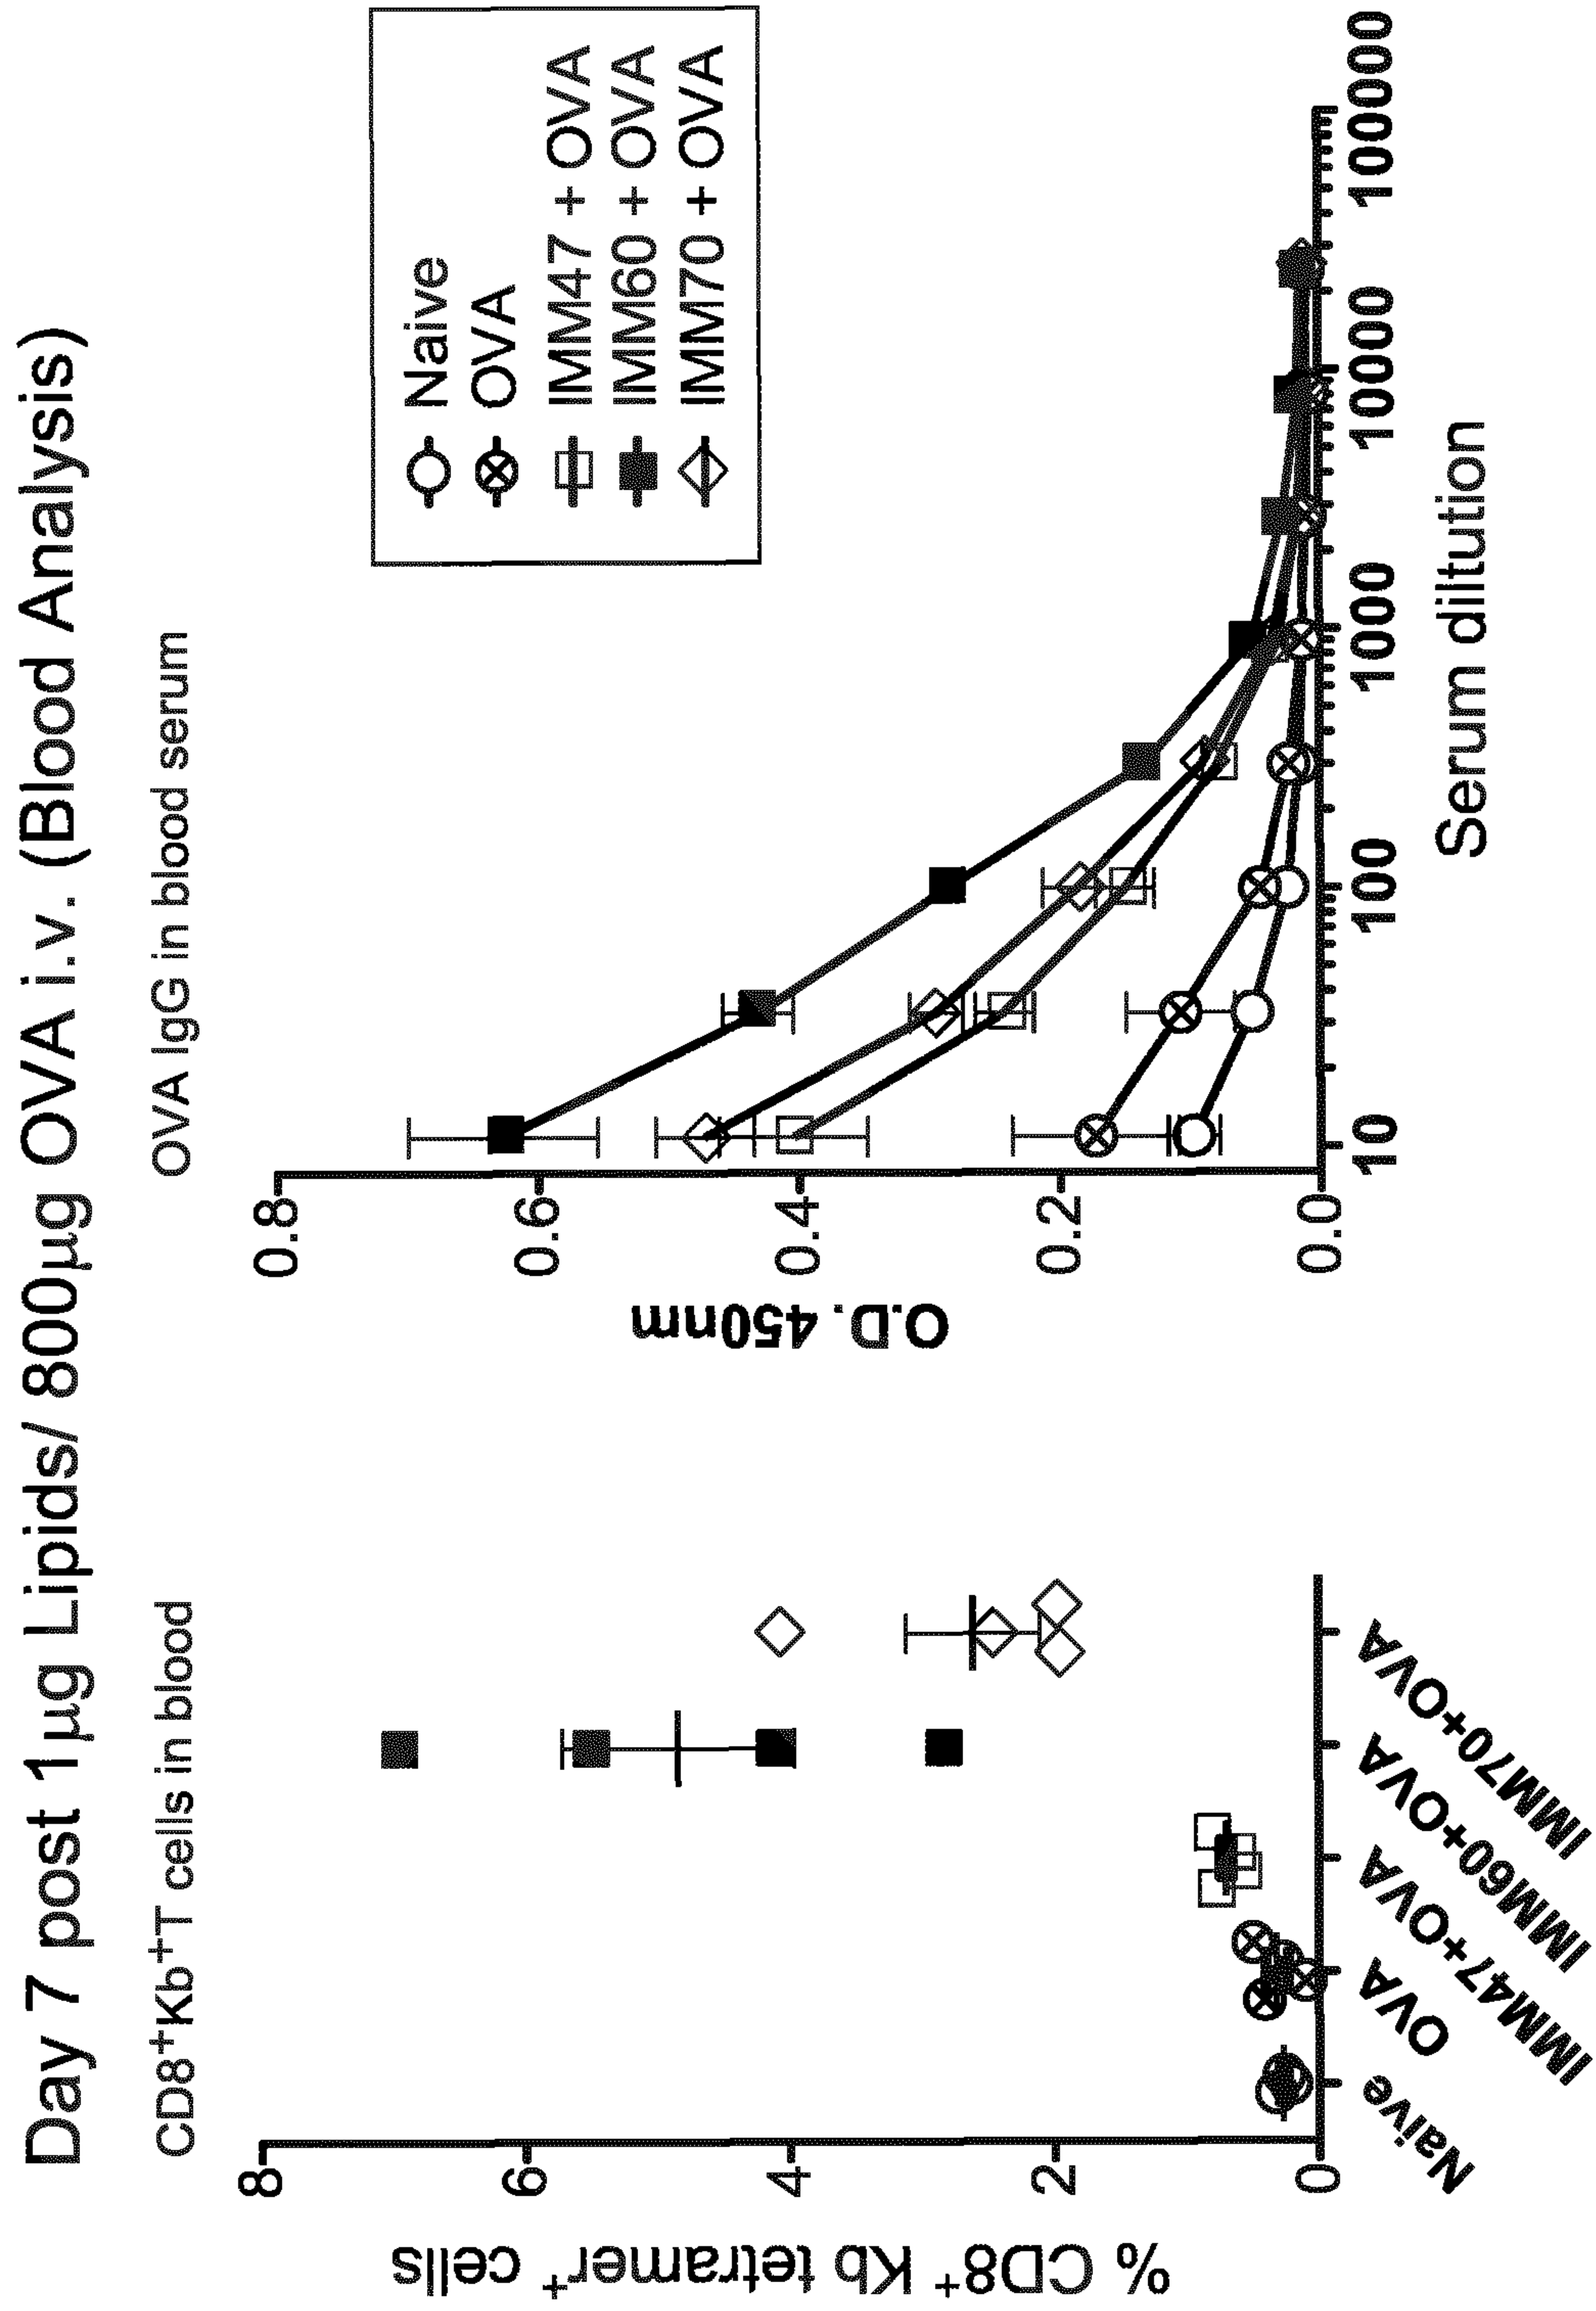 Day 7 post 1µg Lipids/ 800µg OVA i.v. (Blood Analysis)
CD8⁺Kb⁺T cells in blood
% CD8⁺ Kb tetramer⁺ cells
8
6
4
2
0
Naive
OVA
IMM47+OVA
IMM60+OVA
IMM70+OVA
OVA IgG in blood serum
O.D. 450nm
0.8
0.6
0.4
0.2
0.0
10
100
1000
10000
100000
Serum diltution
Naive
OVA
IMM47 + OVA
IMM60 + OVA
IMM70 + OVA